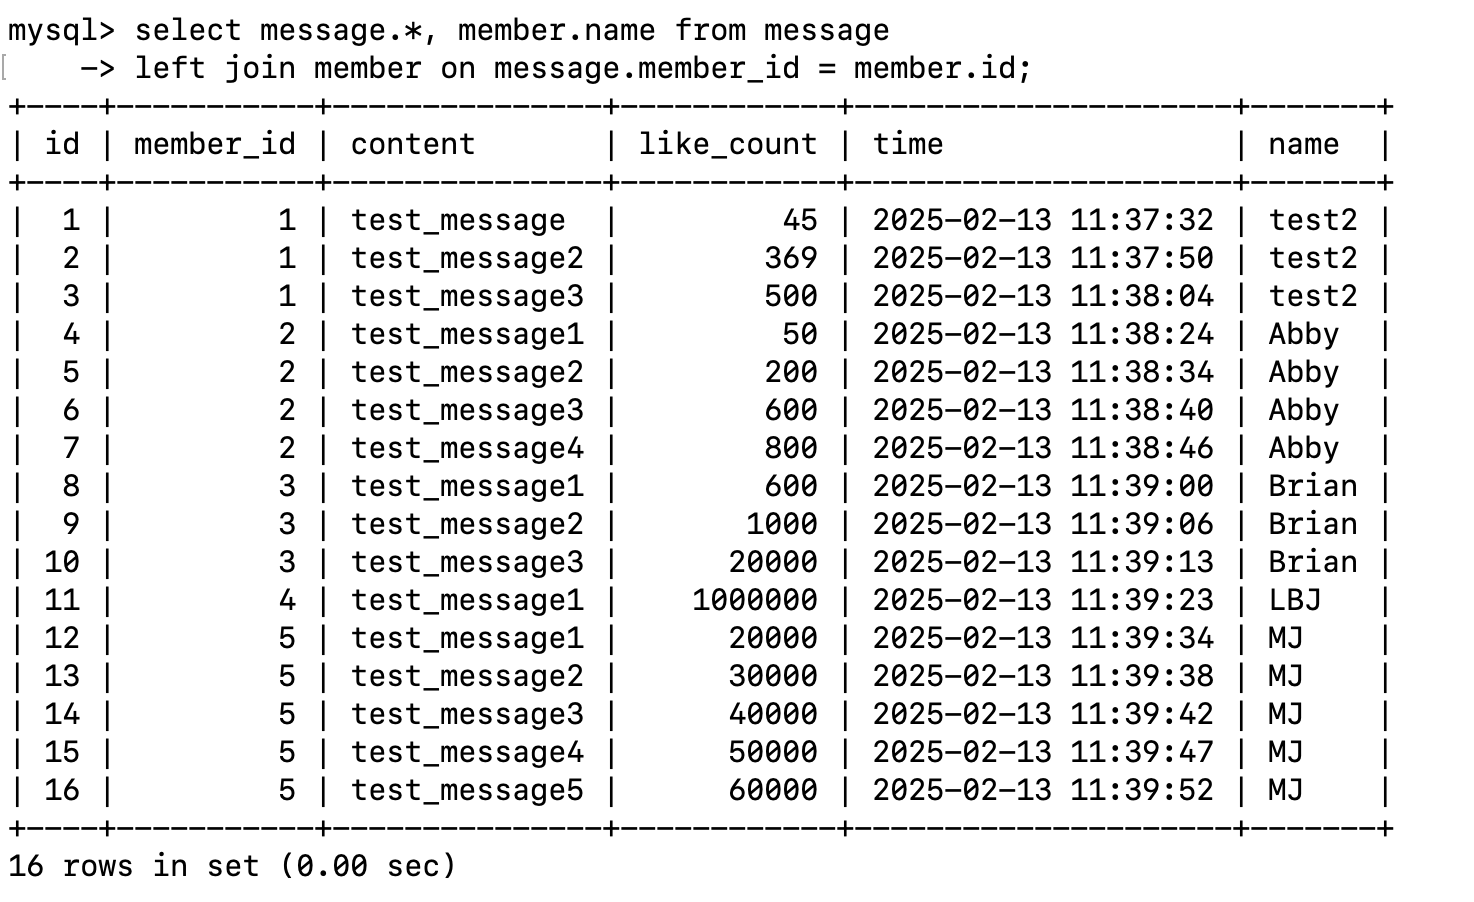 mysql> select message.*, member.name from message
    -> left join member on message.member_id = member.id;
+----+-----------+---------------+------------+---------------------+-------+
| id | member_id | content       | like_count | time                | name  |
+----+-----------+---------------+------------+---------------------+-------+
|  1 |         1 | test_message  |         45 | 2025-02-13 11:37:32 | test2 |
|  2 |         1 | test_message2 |        369 | 2025-02-13 11:37:50 | test2 |
|  3 |         1 | test_message3 |        500 | 2025-02-13 11:38:04 | test2 |
|  4 |         2 | test_message1 |         50 | 2025-02-13 11:38:24 | Abby  |
|  5 |         2 | test_message2 |        200 | 2025-02-13 11:38:34 | Abby  |
|  6 |         2 | test_message3 |        600 | 2025-02-13 11:38:40 | Abby  |
|  7 |         2 | test_message4 |        800 | 2025-02-13 11:38:46 | Abby  |
|  8 |         3 | test_message1 |        600 | 2025-02-13 11:39:00 | Brian |
|  9 |         3 | test_message2 |       1000 | 2025-02-13 11:39:06 | Brian |
| 10 |         3 | test_message3 |      20000 | 2025-02-13 11:39:13 | Brian |
| 11 |         4 | test_message1 |    1000000 | 2025-02-13 11:39:23 | LBJ   |
| 12 |         5 | test_message1 |      20000 | 2025-02-13 11:39:34 | MJ    |
| 13 |         5 | test_message2 |      30000 | 2025-02-13 11:39:38 | MJ    |
| 14 |         5 | test_message3 |      40000 | 2025-02-13 11:39:42 | MJ    |
| 15 |         5 | test_message4 |      50000 | 2025-02-13 11:39:47 | MJ    |
| 16 |         5 | test_message5 |      60000 | 2025-02-13 11:39:52 | MJ    |
+----+-----------+---------------+------------+---------------------+-------+
16 rows in set (0.00 sec)